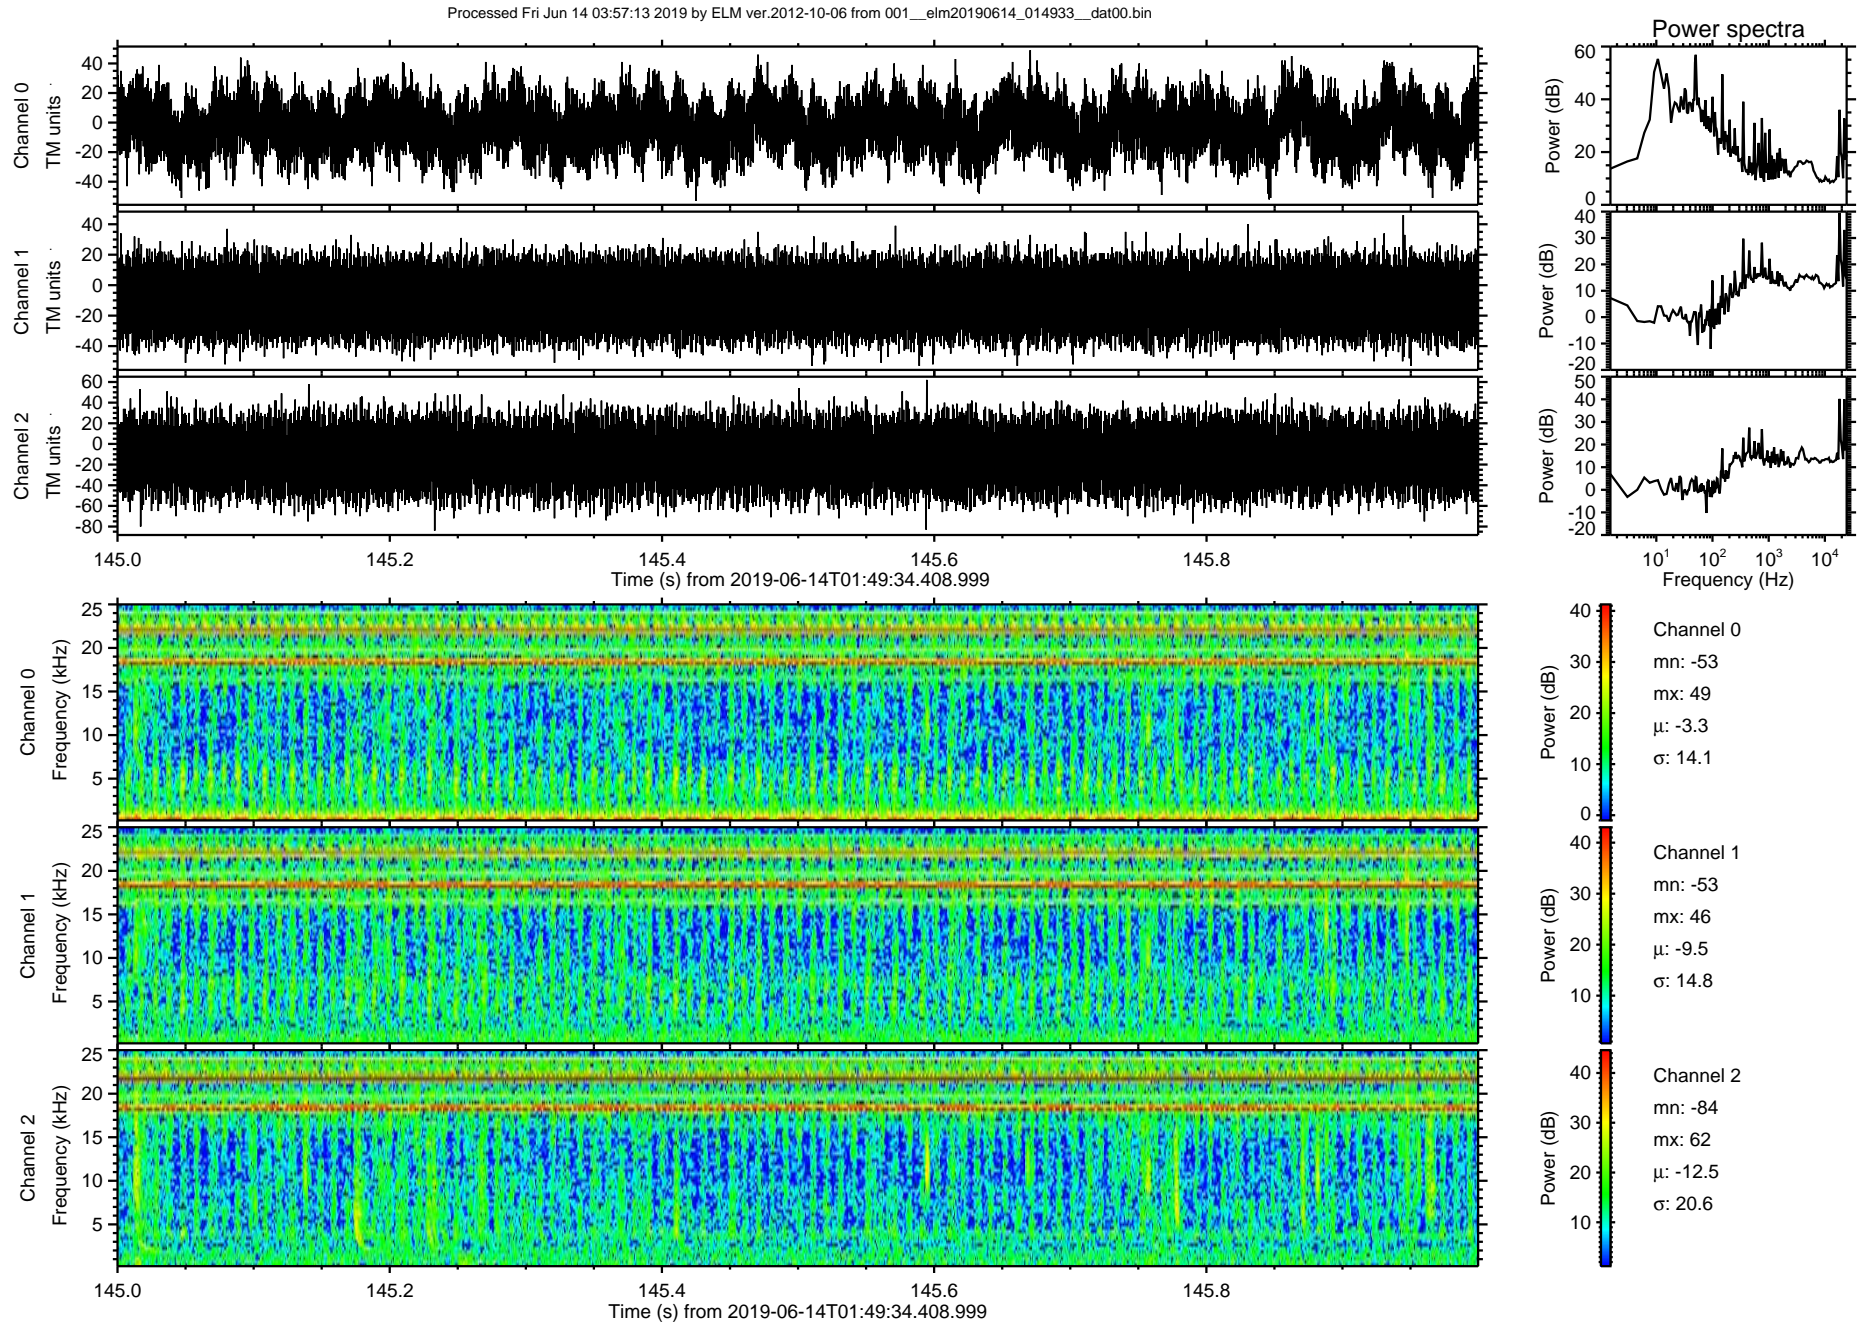 Processed Fri Jun 14 03:57:13 2019 by ELM ver.2012-10-06 from 001__elm20190614_014933__dat00.bin
Power spectra
Channel 0
TM units
40
20
0
-20
-40
Power (dB)
60
40
20
0
Channel 1
TM units
40
20
0
-20
-40
Power (dB)
40
30
20
10
0
-10
-20
Channel 2
TM units
60
40
20
0
-20
-40
-60
-80
Power (dB)
50
40
30
20
10
0
-10
-20
145.0 145.2 145.4 145.6 145.8
Time (s) from 2019-06-14T01:49:34.408.999
10^1 10^2 10^3 10^4
Frequency (Hz)
Channel 0
Frequency (kHz)
25
20
15
10
5
Power (dB)
40
30
20
10
0
Channel 0
mn: -53
mx: 49
μ: -3.3
σ: 14.1
Channel 1
Frequency (kHz)
25
20
15
10
5
Power (dB)
40
30
20
10
Channel 1
mn: -53
mx: 46
μ: -9.5
σ: 14.8
Channel 2
Frequency (kHz)
25
20
15
10
5
Power (dB)
40
30
20
10
Channel 2
mn: -84
mx: 62
μ: -12.5
σ: 20.6
145.0 145.2 145.4 145.6 145.8
Time (s) from 2019-06-14T01:49:34.408.999